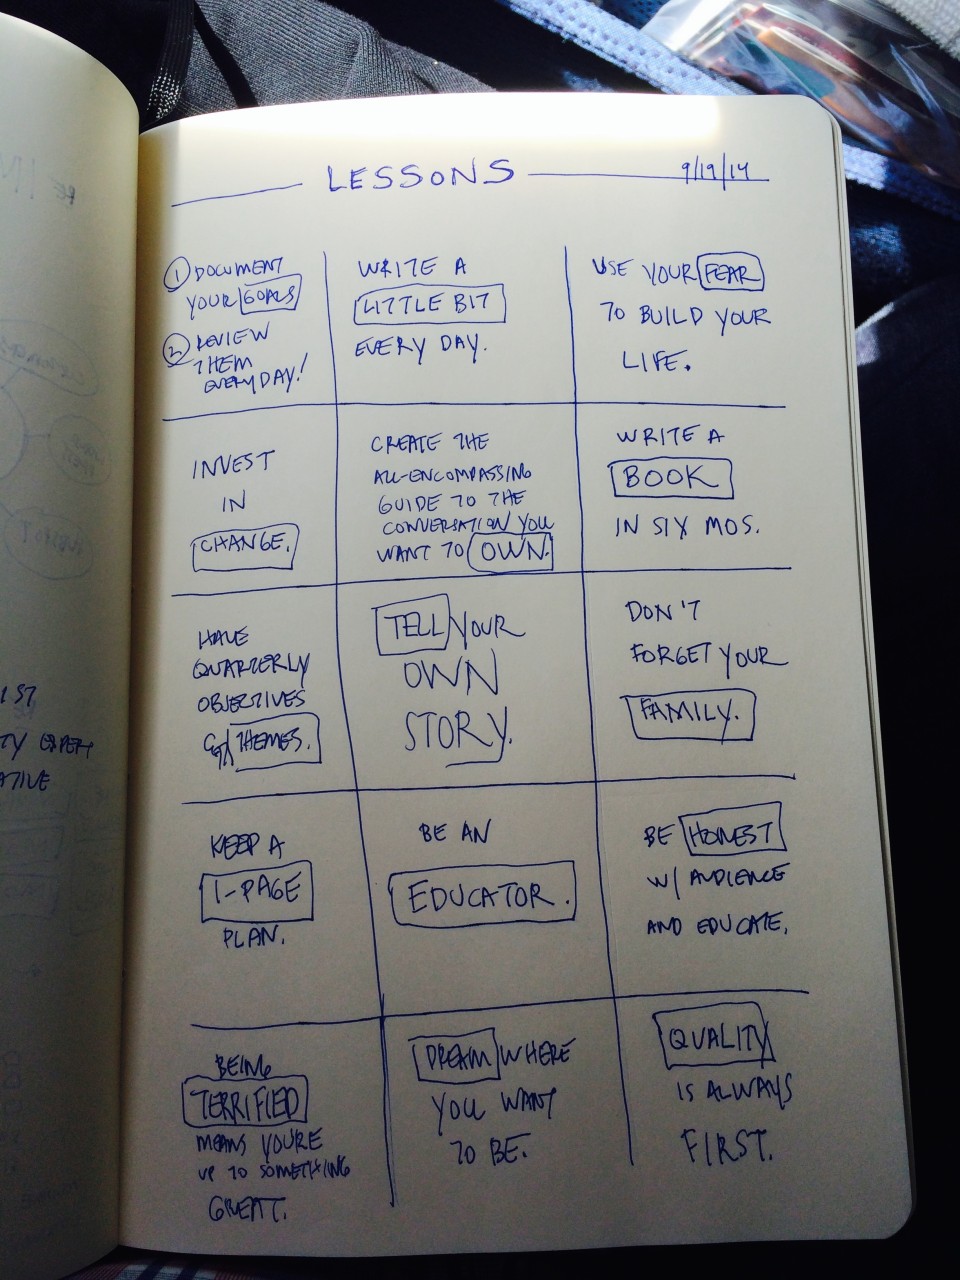 LESSONS
9/19/14
① DOCUMENT
YOUR GOALS
② REVIEW
THEM
EVERYDAY!
WRITE A
LITTLE BIT
EVERY DAY.
USE YOUR FEAR
TO BUILD YOUR
LIFE.
INVEST
IN
CHANGE.
CREATE THE
ALL-ENCOMPASSING
GUIDE TO THE
CONVERSATION YOU
WANT TO OWN.
WRITE A
BOOK
IN SIX MOS.
HAVE
QUARTERLY
OBJECTIVES
THEMES.
TELL YOUR
OWN
STORY.
DON'T
FORGET YOUR
FAMILY.
KEEP A
1-PAGE
PLAN.
BE AN
EDUCATOR.
BE HONEST
W/ AUDIENCE
AND EDUCATE.
BEING
TERRIFIED
MEANS YOU'RE
UP TO SOMETHING
GREAT.
DREAM WHERE
YOU WANT
TO BE.
QUALITY
IS ALWAYS
FIRST.